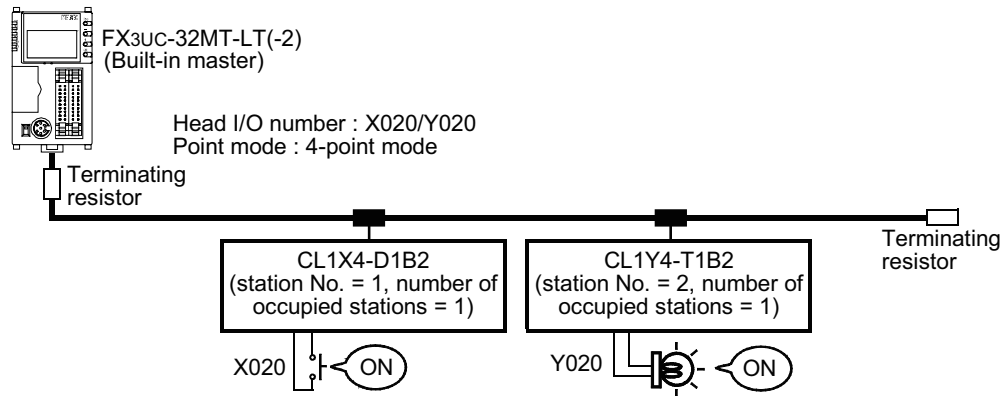 FX3UC-32MT-LT(-2)
(Built-in master)
Head I/O number : X020/Y020
Point mode : 4-point mode
Terminating
resistor
Terminating
resistor
CL1X4-D1B2
(station No. = 1, number of
occupied stations = 1)
CL1Y4-T1B2
(station No. = 2, number of
occupied stations = 1)
X020
ON
Y020
ON